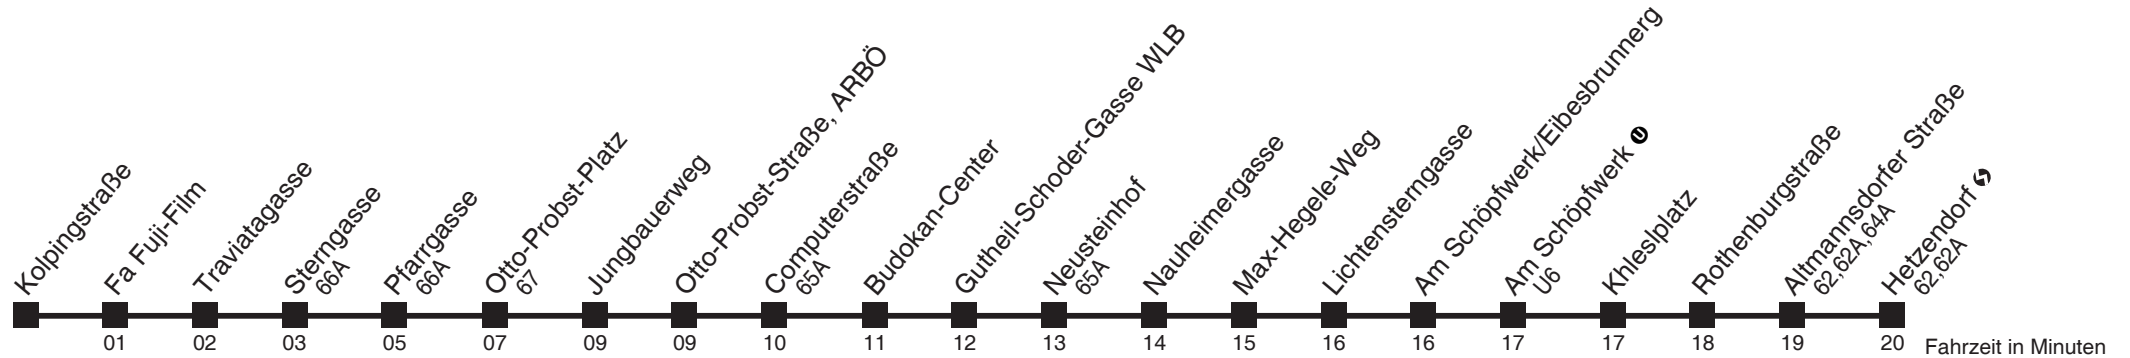 Kolpingstraße
Fa Fuji-Film
Traviatagasse
Sterngasse
66A
Pfarrgasse
66A
Otto-Probst-Platz
67
Jungbauerweg
Otto-Probst-Straße, ARBÖ
Computerstraße
65A
Budokan-Center
Gutheil-Schoder-Gasse WLB
Neusteinhof
65A
Nauheimergasse
Max-Hegele-Weg
Lichtensterngasse
Am Schöpfwerk/Eibesbrunnerg
Am Schöpfwerk U
U6
Khleslplatz
Rothenburgstraße
Altmannsdorfer Straße
62,62A,64A
Hetzendorf
62,62A
01 02 03 05 07 09 09 10 11 12 13 14 15 16 16 17 17 18 19 20 Fahrzeit in Minuten